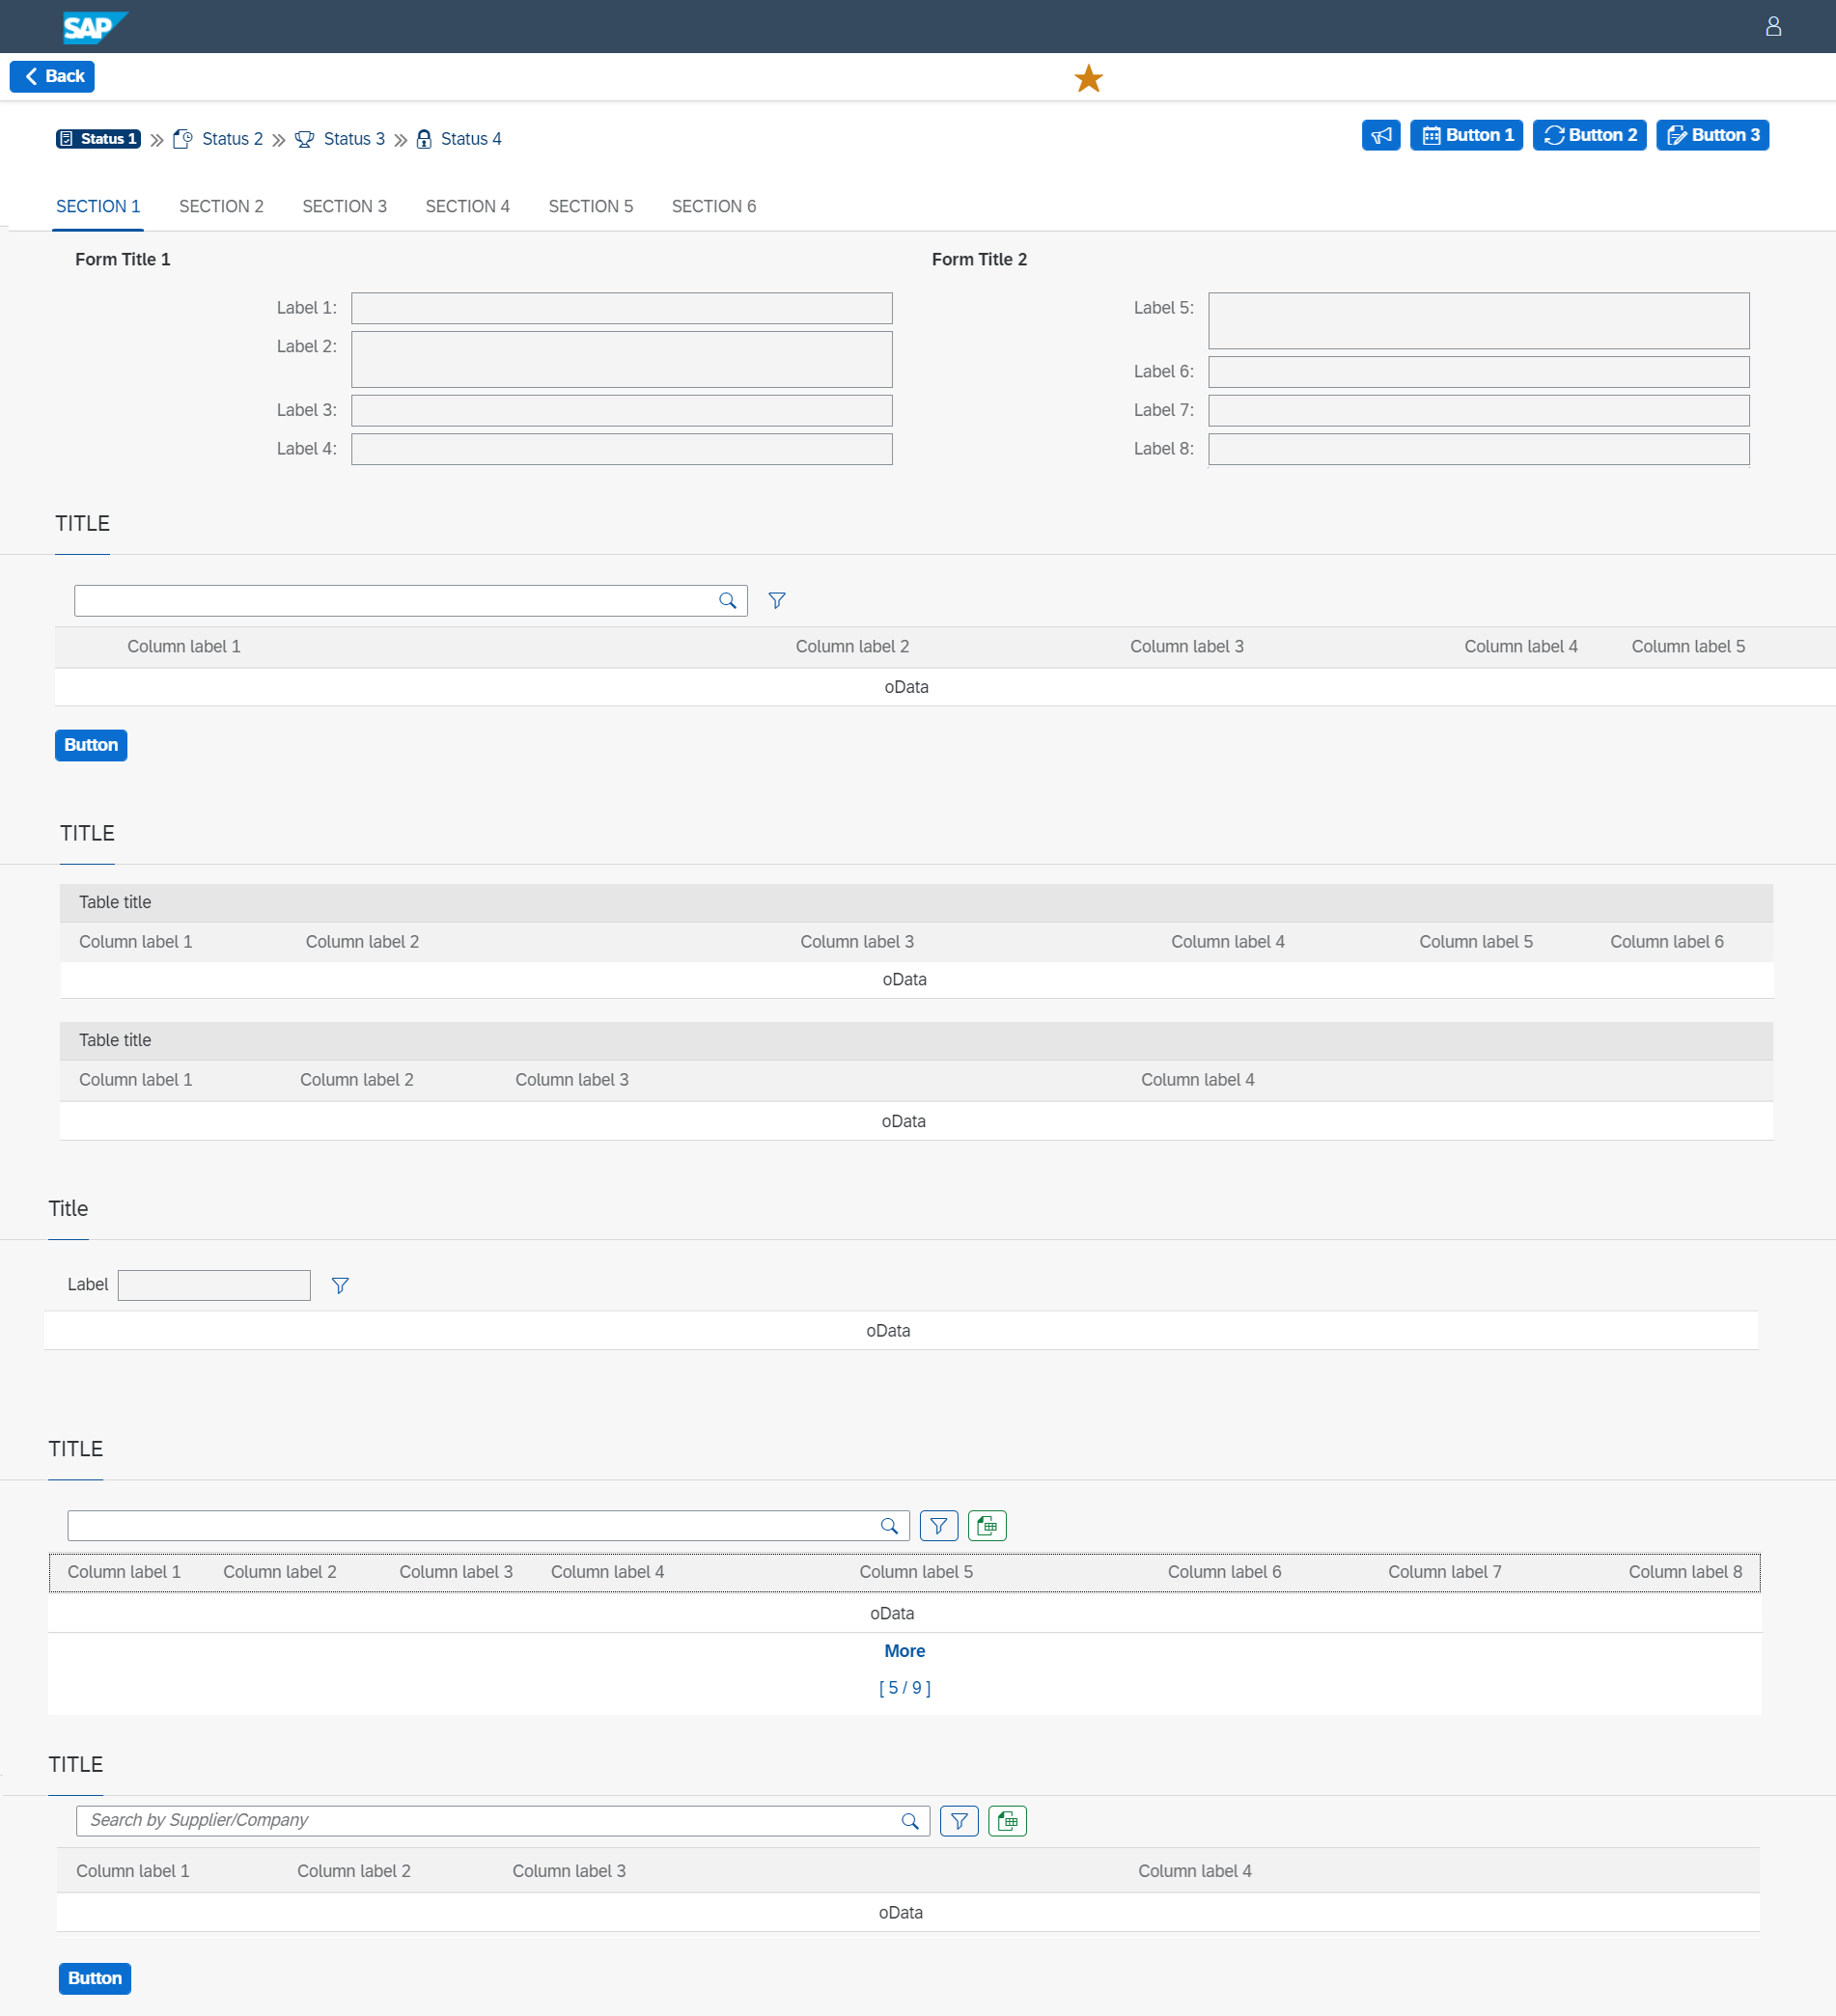 SAP
Back
Status 1 Status 2 Status 3 Status 4
Button 1 Button 2 Button 3
SECTION 1 SECTION 2 SECTION 3 SECTION 4 SECTION 5 SECTION 6
Form Title 1
Label 1:
Label 2:
Label 3:
Label 4:
Form Title 2
Label 5:
Label 6:
Label 7:
Label 8:
TITLE
Column label 1 Column label 2 Column label 3 Column label 4 Column label 5
oData
Button
TITLE
Table title
Column label 1 Column label 2 Column label 3 Column label 4 Column label 5 Column label 6
oData
Table title
Column label 1 Column label 2 Column label 3 Column label 4
oData
Title
Label
oData
TITLE
Column label 1 Column label 2 Column label 3 Column label 4 Column label 5 Column label 6 Column label 7 Column label 8
oData
More
[ 5 / 9 ]
TITLE
Search by Supplier/Company
Column label 1 Column label 2 Column label 3 Column label 4
oData
Button